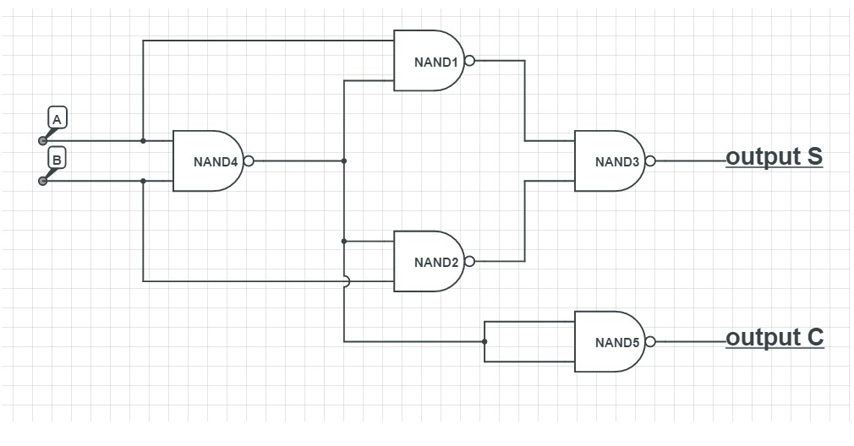 NAND1
A
B
NAND4
NAND3
output S
NAND2
NAND5
output C